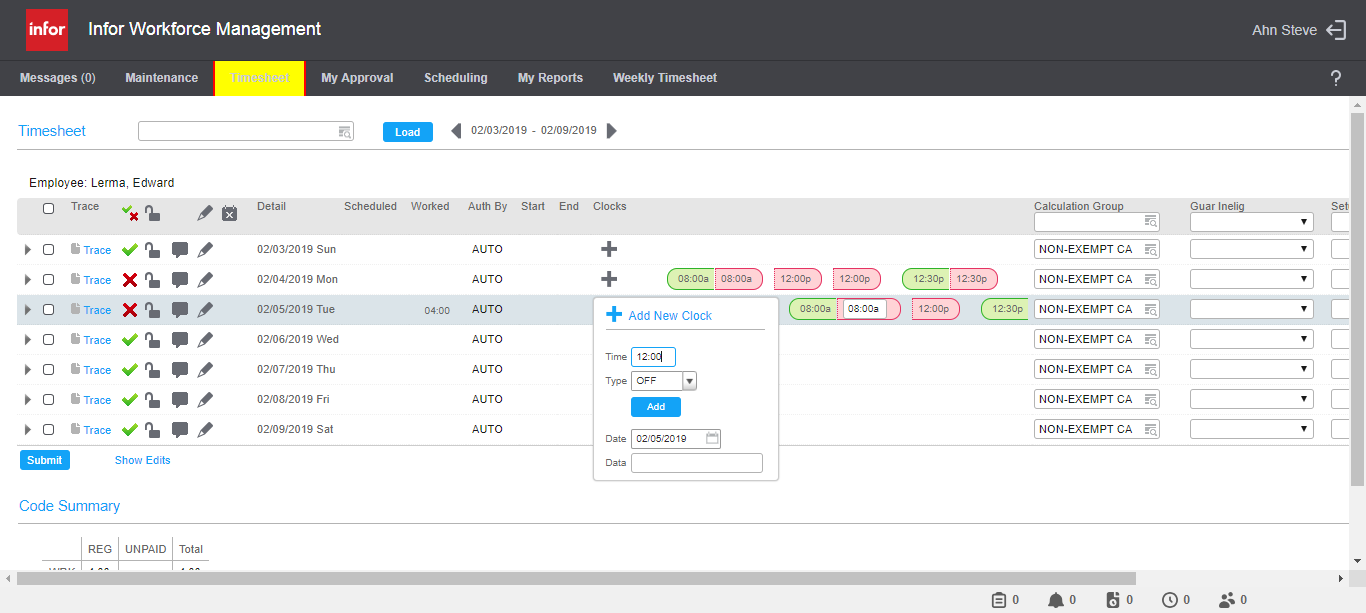 infor Infor Workforce Management Ahn Steve
Messages (0) Maintenance Timesheet My Approval Scheduling My Reports Weekly Timesheet ?
Timesheet Load 02/03/2019 - 02/09/2019
Employee: Lerma, Edward
Trace Detail Scheduled Worked Auth By Start End Clocks Calculation Group Guar Inelig
Trace 02/03/2019 Sun AUTO NON-EXEMPT CA
Trace 02/04/2019 Mon AUTO 08:00a 08:00a 12:00p 12:00p 12:30p 12:30p NON-EXEMPT CA
Trace 02/05/2019 Tue 04:00 AUTO 08:00a 08:00a 12:00p 12:30p NON-EXEMPT CA
Add New Clock
Trace 02/06/2019 Wed AUTO NON-EXEMPT CA
Time 12:00
Trace 02/07/2019 Thu AUTO NON-EXEMPT CA
Type OFF
Trace 02/08/2019 Fri AUTO NON-EXEMPT CA
Add
Trace 02/09/2019 Sat AUTO NON-EXEMPT CA
Date 02/05/2019
Data
Submit Show Edits
Code Summary
REG UNPAID Total
0 0 0 0 0